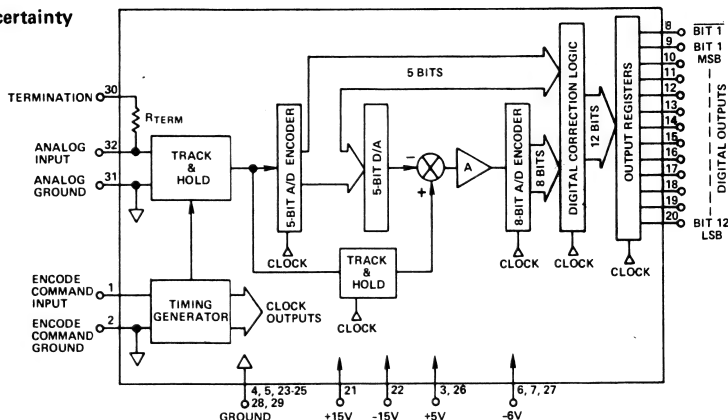 certainty
TERMINATION
30
RTERM
ANALOG
INPUT
32
ANALOG
GROUND
31
TRACK
&
HOLD
ENCODE
COMMAND
INPUT
1
ENCODE
COMMAND
GROUND
2
TIMING
GENERATOR
CLOCK
OUTPUTS
5-BIT A/D ENCODER
CLOCK
5 BITS
5-BIT D/A
TRACK
&
HOLD
CLOCK
−
+
A
8-BIT A/D ENCODER
CLOCK
8 BITS
DIGITAL CORRECTION LOGIC
CLOCK
12 BITS
OUTPUT REGISTERS
CLOCK
8 BIT 1
9 BIT 1
10 MSB
11
12
13
14
15
16
17
18
19
20 BIT 12
LSB
DIGITAL OUTPUTS
4, 5, 23-25
28, 29
GROUND
21
+15V
22
-15V
3, 26
+5V
6, 7, 27
-6V